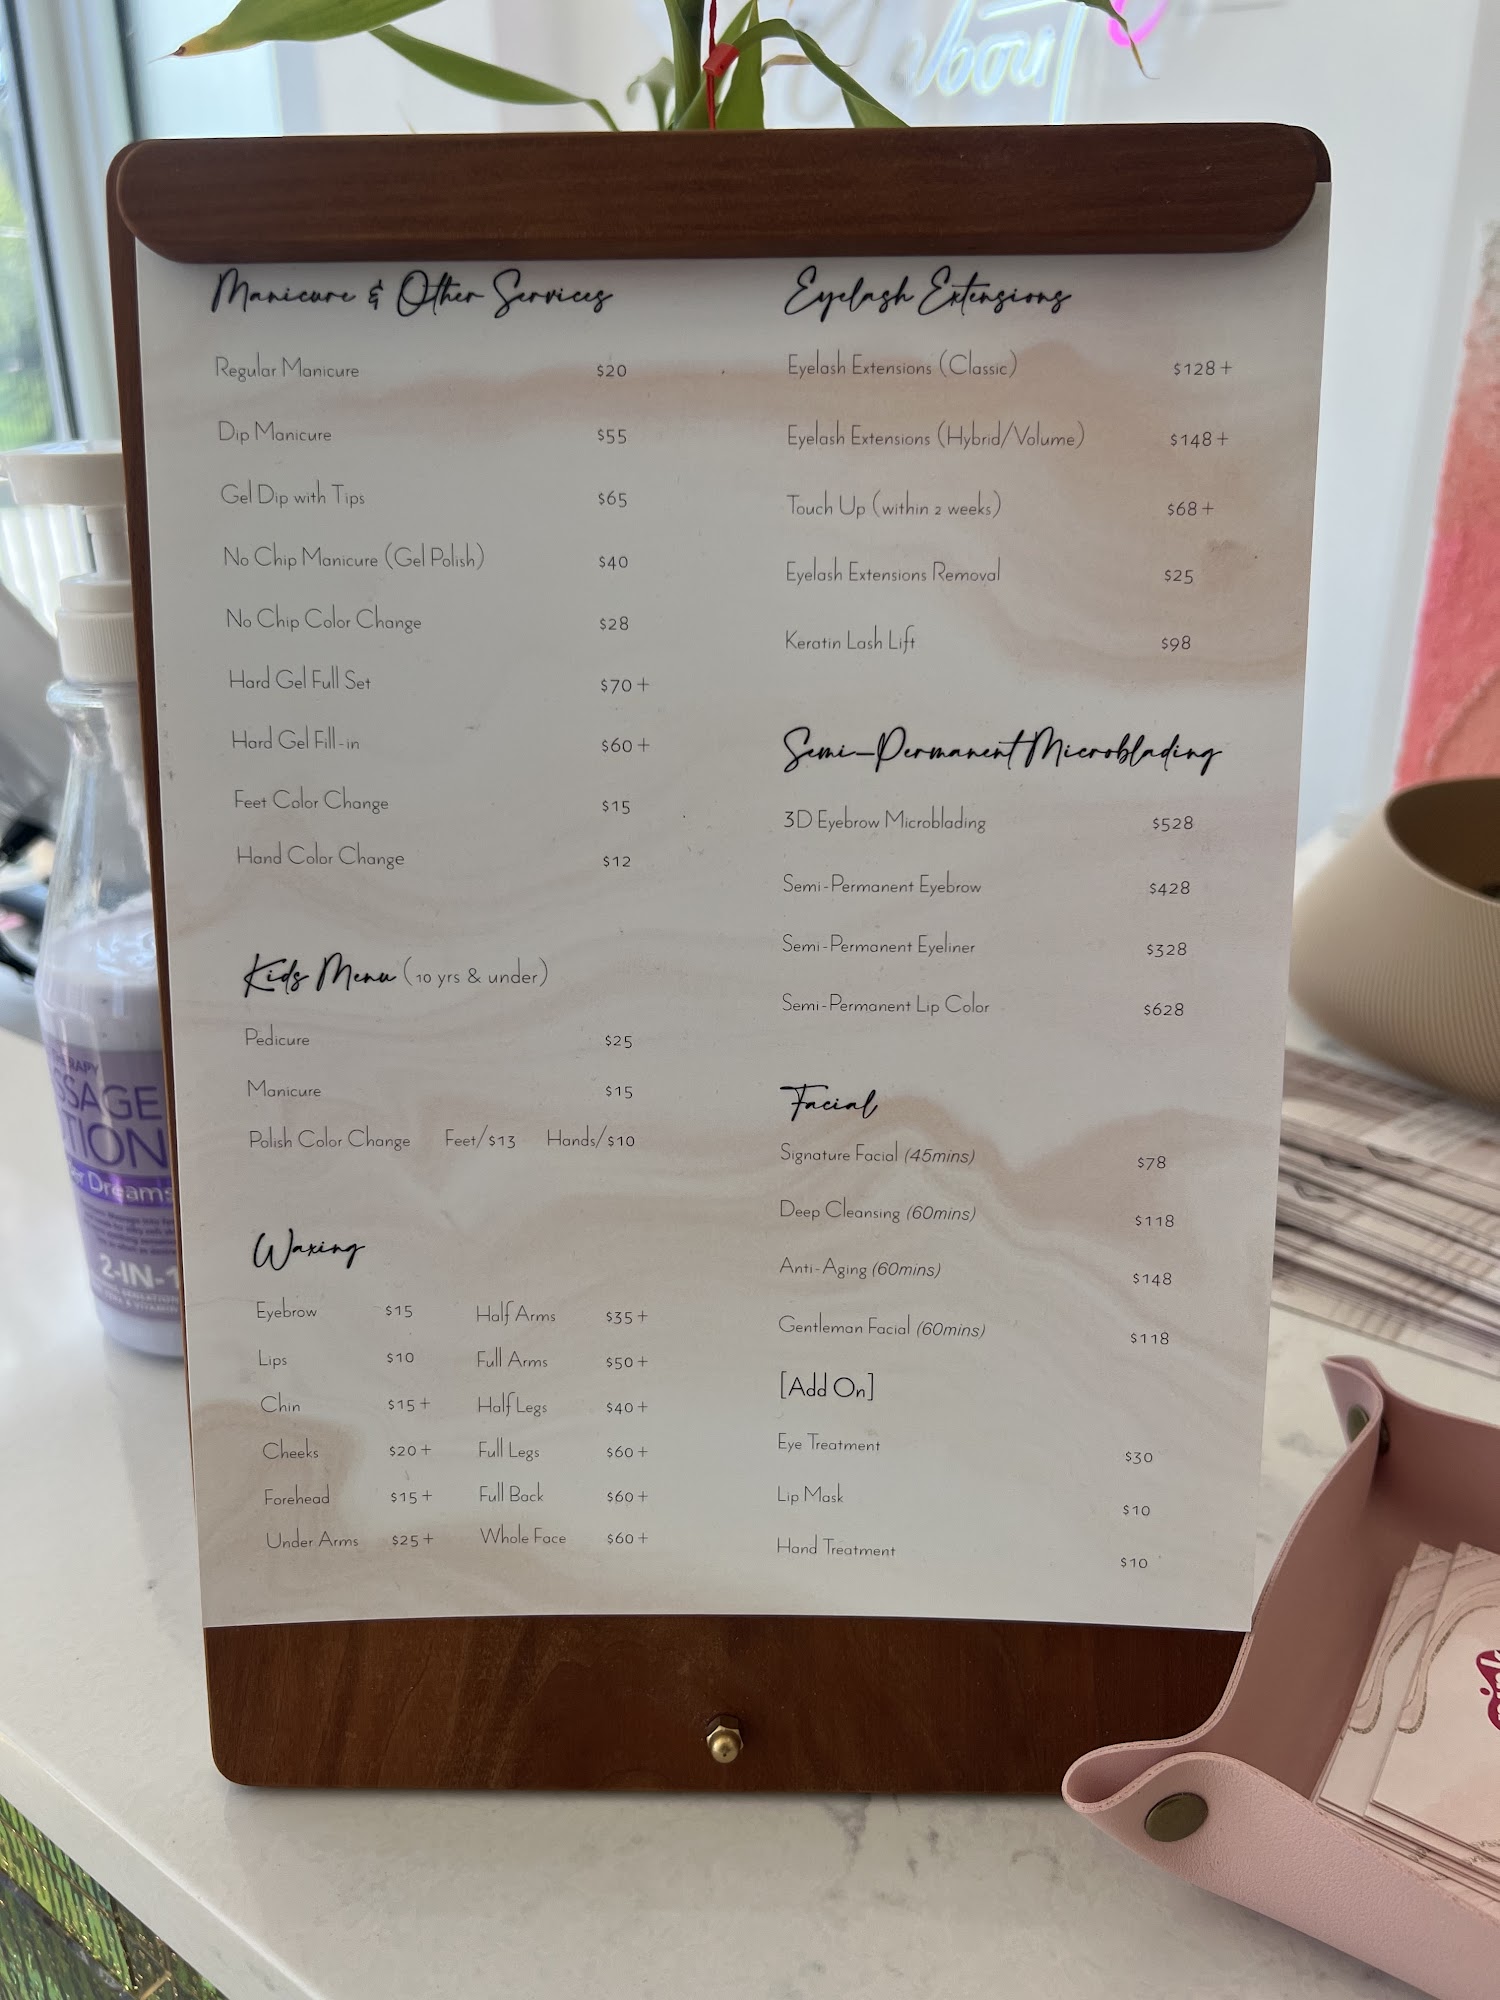 Manicure & Other Services
Regular Manicure $20
Dip Manicure $55
Gel Dip with Tips $65
No Chip Manicure (Gel Polish) $40
No Chip Color Change $28
Hard Gel Full Set $70+
Hard Gel Fill-in $60+
Feet Color Change $15
Hand Color Change $12
Kids Menu (10 yrs & under)
Pedicure $25
Manicure $15
Polish Color Change Feet/$13 Hands/$10
Waxing
Eyebrow $15 Half Arms $35+
Lips $10 Full Arms $50+
Chin $15+ Half Legs $40+
Cheeks $20+ Full Legs $60+
Forehead $15+ Full Back $60+
Under Arms $25+ Whole Face $60+
Eyelash Extensions
Eyelash Extensions (Classic) $128+
Eyelash Extensions (Hybrid/Volume) $148+
Touch Up (within 2 weeks) $68+
Eyelash Extensions Removal $25
Keratin Lash Lift $98
Semi-Permanent Microblading
3D Eyebrow Microblading $528
Semi-Permanent Eyebrow $428
Semi-Permanent Eyeliner $328
Semi-Permanent Lip Color $628
Facial
Signature Facial (45mins) $78
Deep Cleansing (60mins) $118
Anti-Aging (60mins) $148
Gentleman Facial (60mins) $118
[Add On]
Eye Treatment $30
Lip Mask $10
Hand Treatment $10
2-IN-1